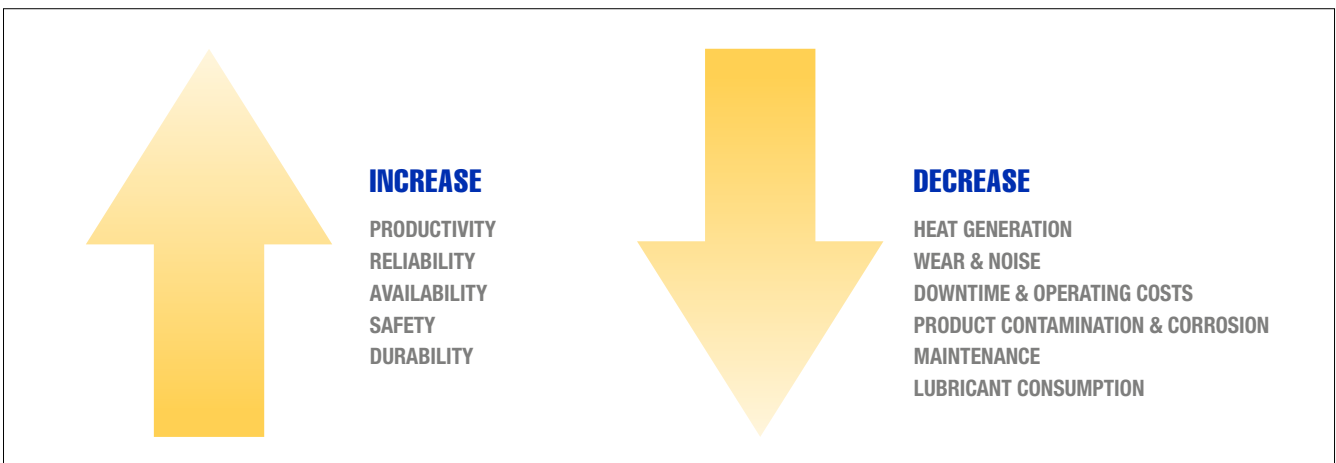 INCREASE
PRODUCTIVITY
RELIABILITY
AVAILABILITY
SAFETY
DURABILITY
DECREASE
HEAT GENERATION
WEAR & NOISE
DOWNTIME & OPERATING COSTS
PRODUCT CONTAMINATION & CORROSION
MAINTENANCE
LUBRICANT CONSUMPTION